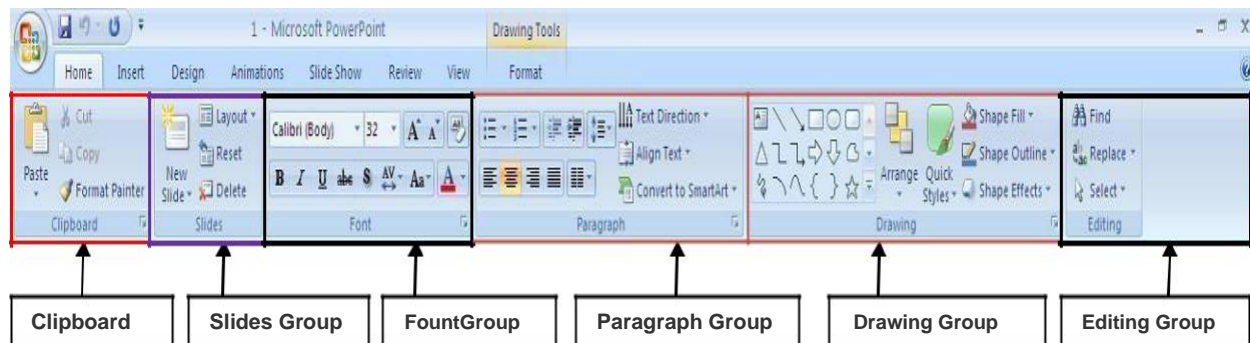 1 - Microsoft PowerPoint Drawing Tools
Home Insert Design Animations Slide Show Review View Format
Cut
Copy
Format Painter
Paste
Clipboard
Layout
Reset
Delete
New
Slide
Slides
Calibri (Body) 32 A A
B I U abc S AV Aa A
Font
Text Direction
Align Text
Convert to SmartArt
Paragraph
Arrange
Quick
Styles
Shape Fill
Shape Outline
Shape Effects
Drawing
Find
Replace
Select
Editing
Clipboard Slides Group FountGroup Paragraph Group Drawing Group Editing Group